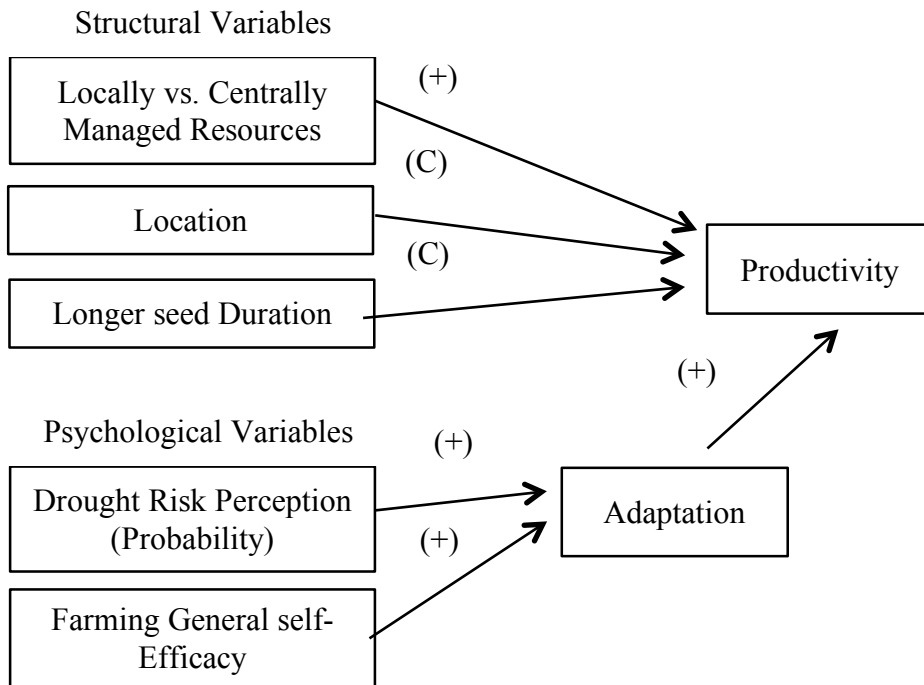 Structural Variables
Locally vs. Centrally
Managed Resources
(+)
(C)
Location
(C)
Longer seed Duration
Productivity
(+)
Psychological Variables
Drought Risk Perception
(Probability)
(+)
(+)
Adaptation
Farming General self-
Efficacy